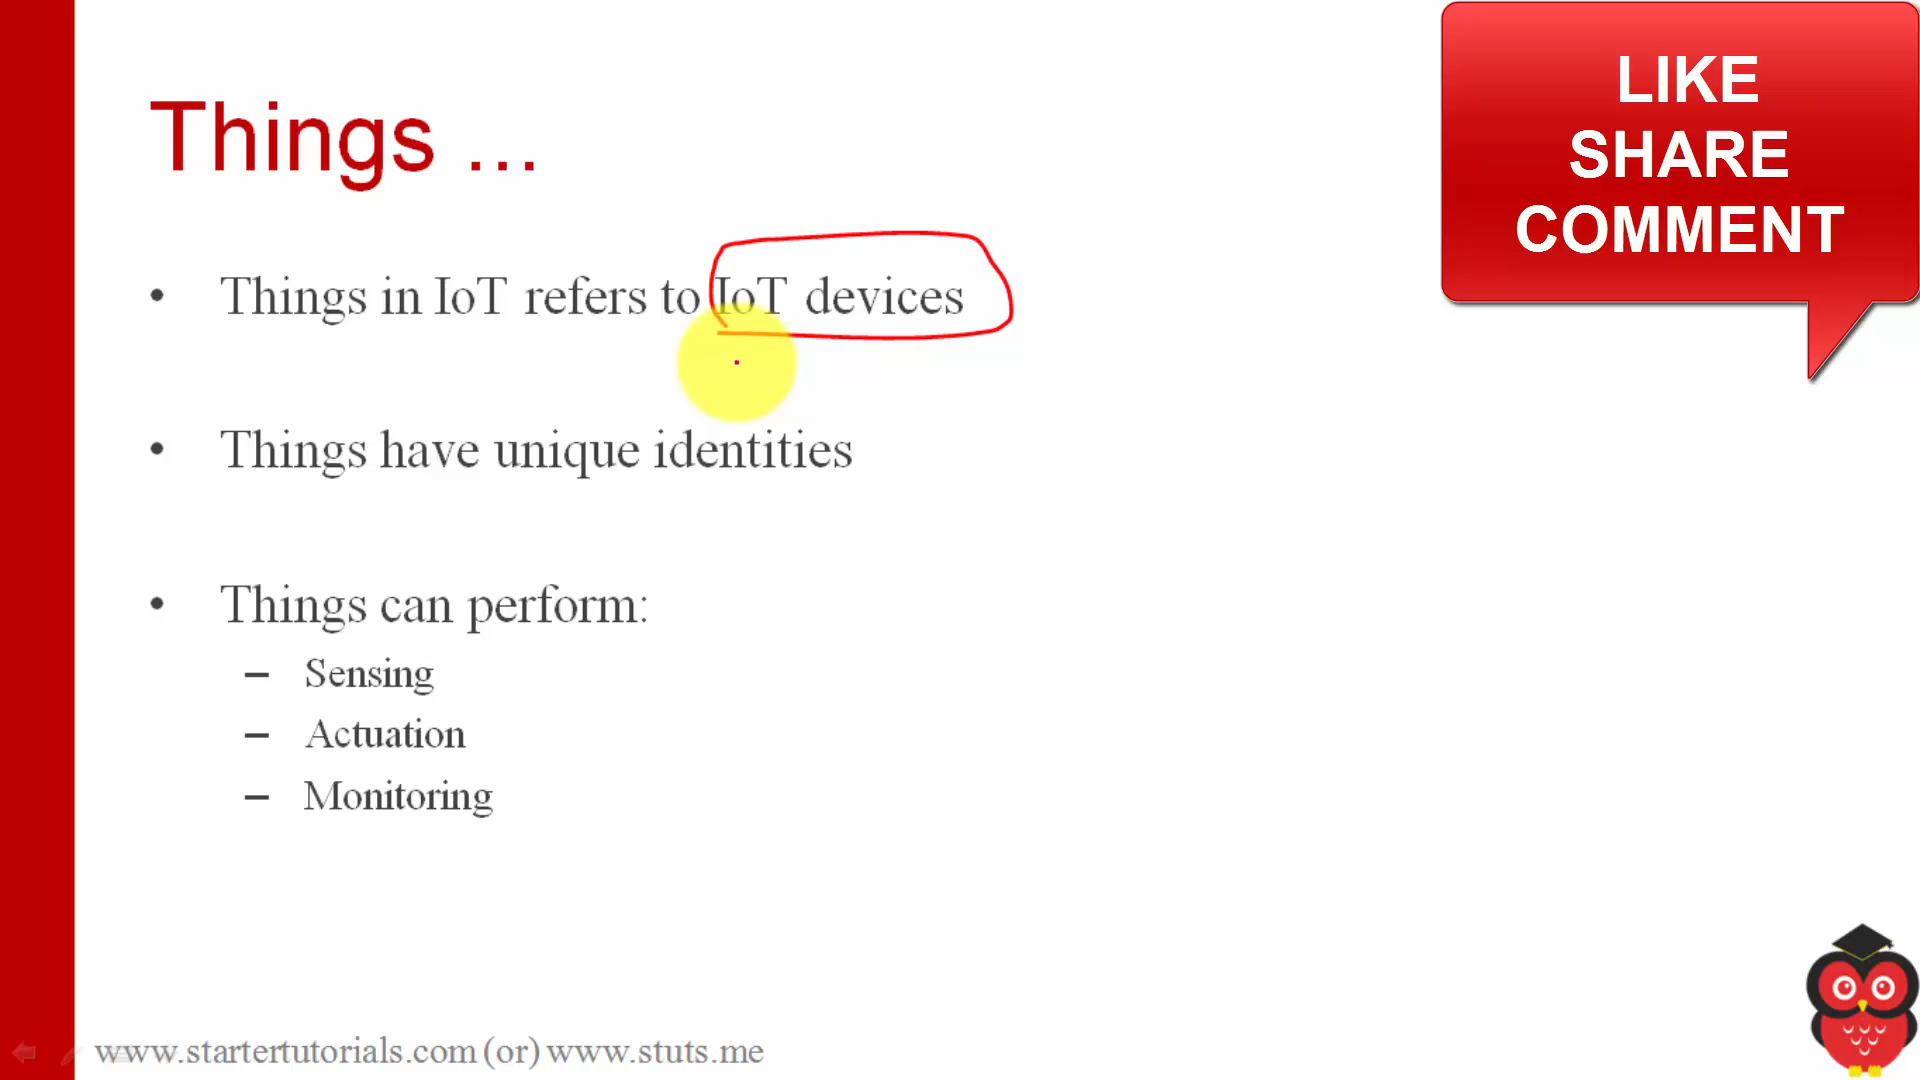 Things ...
LIKE
SHARE
COMMENT
• Things in IoT refers to IoT devices
• Things have unique identities
• Things can perform:
– Sensing
– Actuation
– Monitoring
www.startertutorials.com (or) www.stuts.me